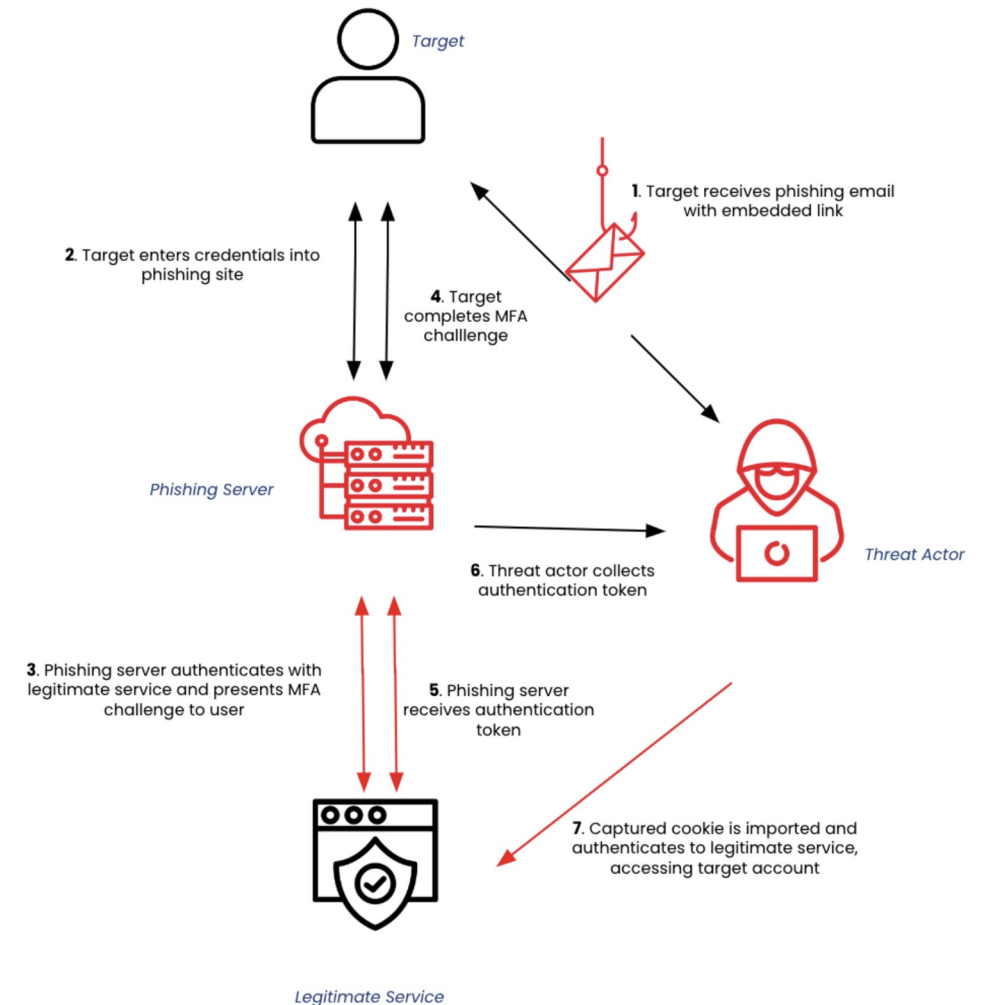 Target
1. Target receives phishing email
with embedded link
2. Target enters credentials into
phishing site
4. Target
completes MFA
challlenge
Phishing Server
Threat Actor
6. Threat actor collects
authentication token
3. Phishing server authenticates with
legitimate service and presents MFA
challenge to user
5. Phishing server
receives authentication
token
7. Captured cookie is imported and
authenticates to legitimate service,
accessing target account
Legitimate Service